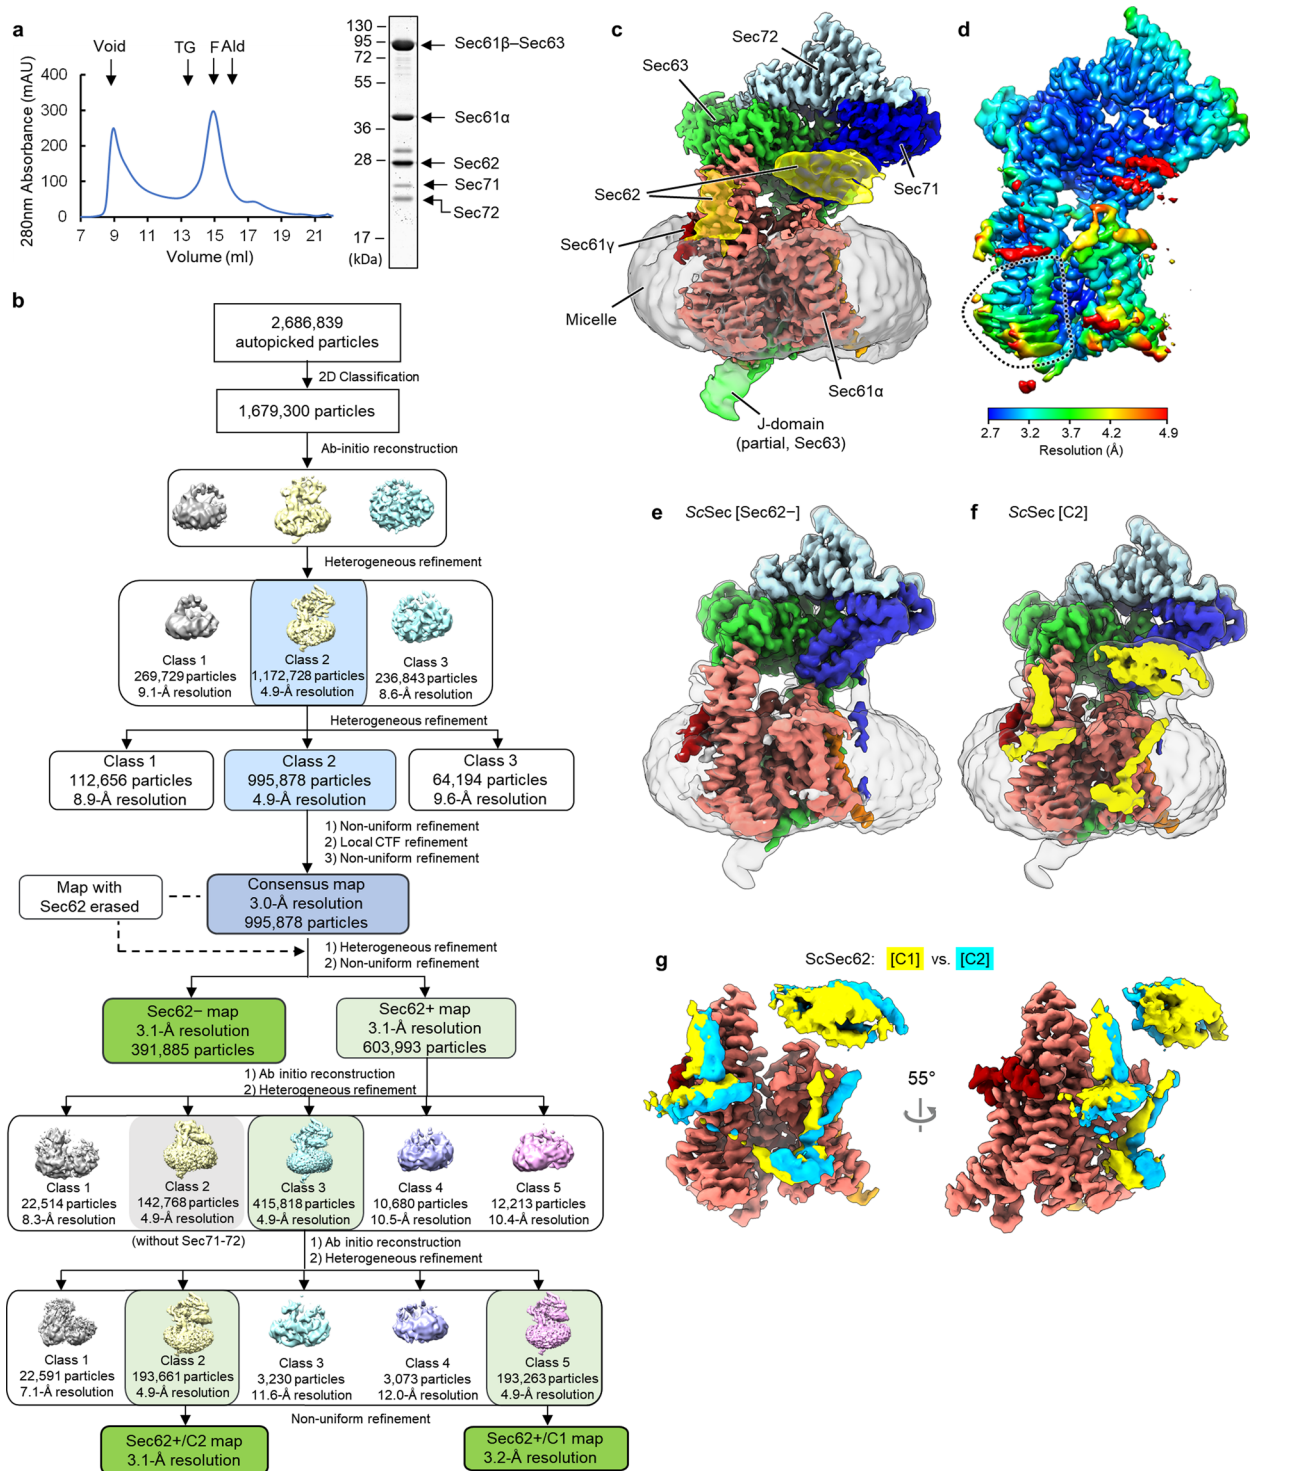 a
Void
TG
F
Ald
280nm Absorbance (mAU)
400
300
200
100
0
7
9
11
13
15
17
19
21
Volume (ml)
130
95
72
55
36
28
17
(kDa)
Sec61β–Sec63
Sec61α
Sec62
Sec71
Sec72
b
2,686,839
autopicked particles
2D Classification
1,679,300 particles
Ab-initio reconstruction
Heterogeneous refinement
Class 1
269,729 particles
9.1-Å resolution
Class 2
1,172,728 particles
4.9-Å resolution
Class 3
236,843 particles
8.6-Å resolution
Heterogeneous refinement
Class 1
112,656 particles
8.9-Å resolution
Class 2
995,878 particles
4.9-Å resolution
Class 3
64,194 particles
9.6-Å resolution
1) Non-uniform refinement
2) Local CTF refinement
3) Non-uniform refinement
Map with
Sec62 erased
Consensus map
3.0-Å resolution
995,878 particles
1) Heterogeneous refinement
2) Non-uniform refinement
Sec62– map
3.1-Å resolution
391,885 particles
Sec62+ map
3.1-Å resolution
603,993 particles
1) Ab initio reconstruction
2) Heterogeneous refinement
Class 1
22,514 particles
8.3-Å resolution
Class 2
142,768 particles
4.9-Å resolution
(without Sec71-72)
Class 3
415,818 particles
4.9-Å resolution
Class 4
10,680 particles
10.5-Å resolution
Class 5
12,213 particles
10.4-Å resolution
1) Ab initio reconstruction
2) Heterogeneous refinement
Class 1
22,591 particles
7.1-Å resolution
Class 2
193,661 particles
4.9-Å resolution
Class 3
3,230 particles
11.6-Å resolution
Class 4
3,073 particles
12.0-Å resolution
Class 5
193,263 particles
4.9-Å resolution
Non-uniform refinement
Sec62+/C2 map
3.1-Å resolution
Sec62+/C1 map
3.2-Å resolution
c
Sec72
Sec63
Sec71
Sec62
Sec61γ
Micelle
Sec61α
J-domain
(partial, Sec63)
d
2.7
3.2
3.7
4.2
4.9
Resolution (Å)
e
ScSec [Sec62–]
f
ScSec [C2]
g
ScSec62: [C1] vs. [C2]
55°